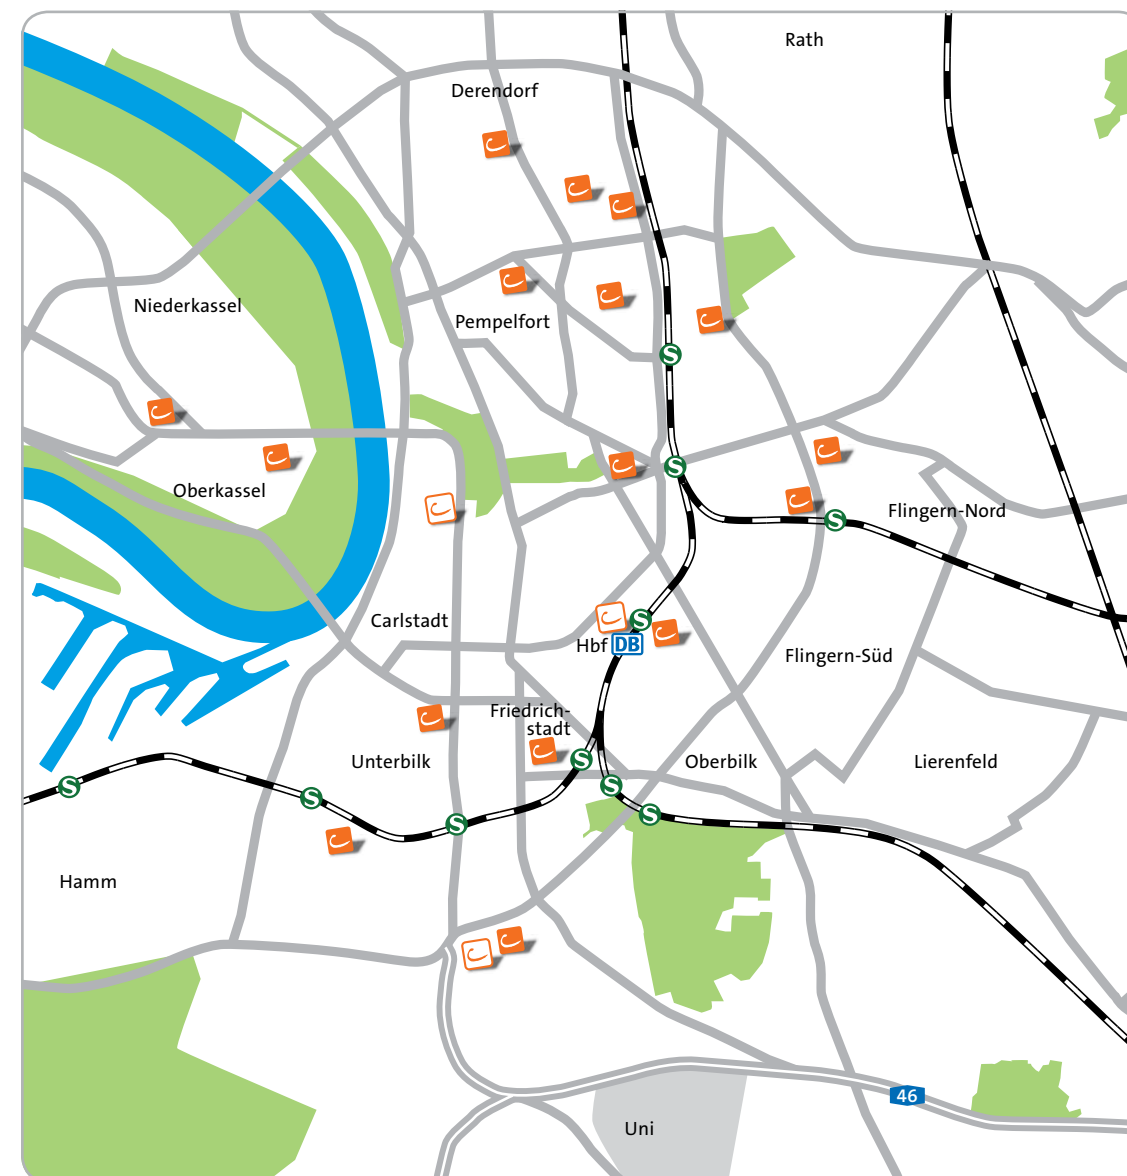 Rath
Derendorf
Niederkassel
Pempelfort
S
Oberkassel
S
Flingern-Nord
S
Carlstadt
S
Hbf DB
Flingern-Süd
Friedrich-
stadt
Unterbilk
S
Oberbilk
Lierenfeld
S
S
S
S
S
Hamm
46
Uni